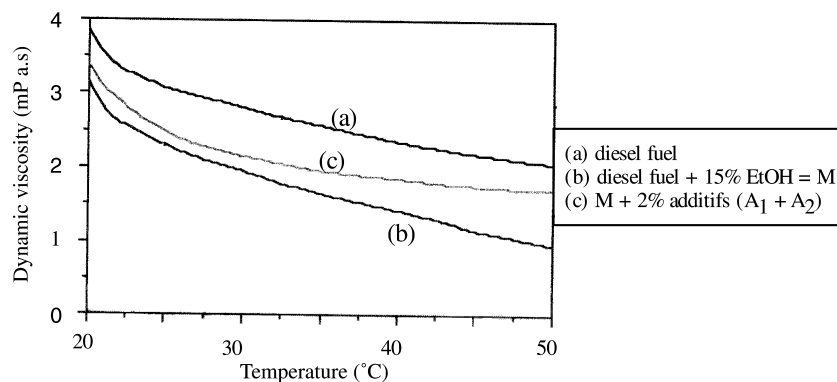 4
3
2
1
0
20
30
40
50
Dynamic viscosity (mP a.s)
Temperature (˚C)
(a)
(c)
(b)
(a) diesel fuel
(b) diesel fuel + 15% EtOH = M
(c) M + 2% additifs (A1 + A2)